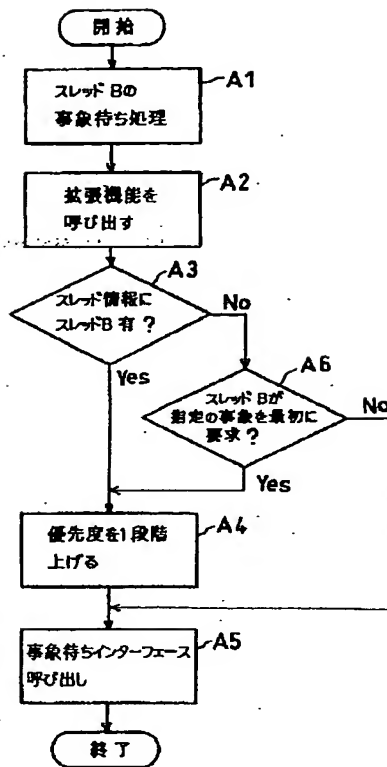 開始
スレッド Bの
事象待ち処理
A1
拡張機能を
呼び出す
A2
A3
スレッド情報に
スレッドB 有？
No
Yes
A6
スレッド Bが
指定の事象を最初に
要求？
No
Yes
優先度を1段階
上げる
A4
事象待ちインターフェース
呼び出し
A5
終了